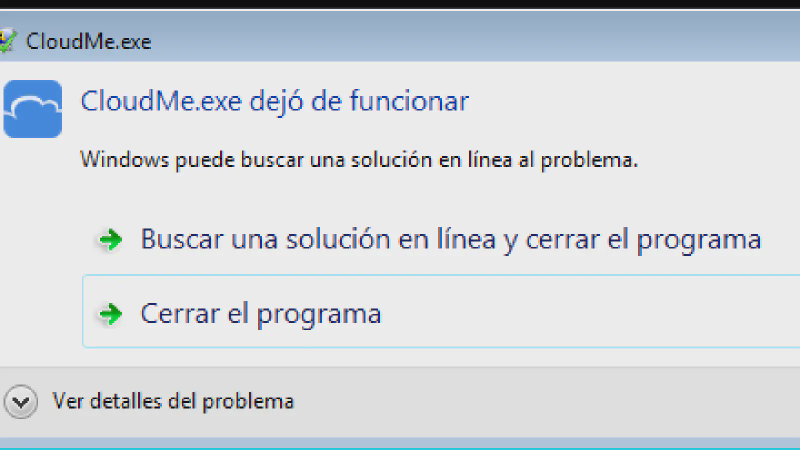 CloudMe.exe
CloudMe.exe dejó de funcionar
Windows puede buscar una solución en línea al problema.
Buscar una solución en línea y cerrar el programa
Cerrar el programa
Ver detalles del problema